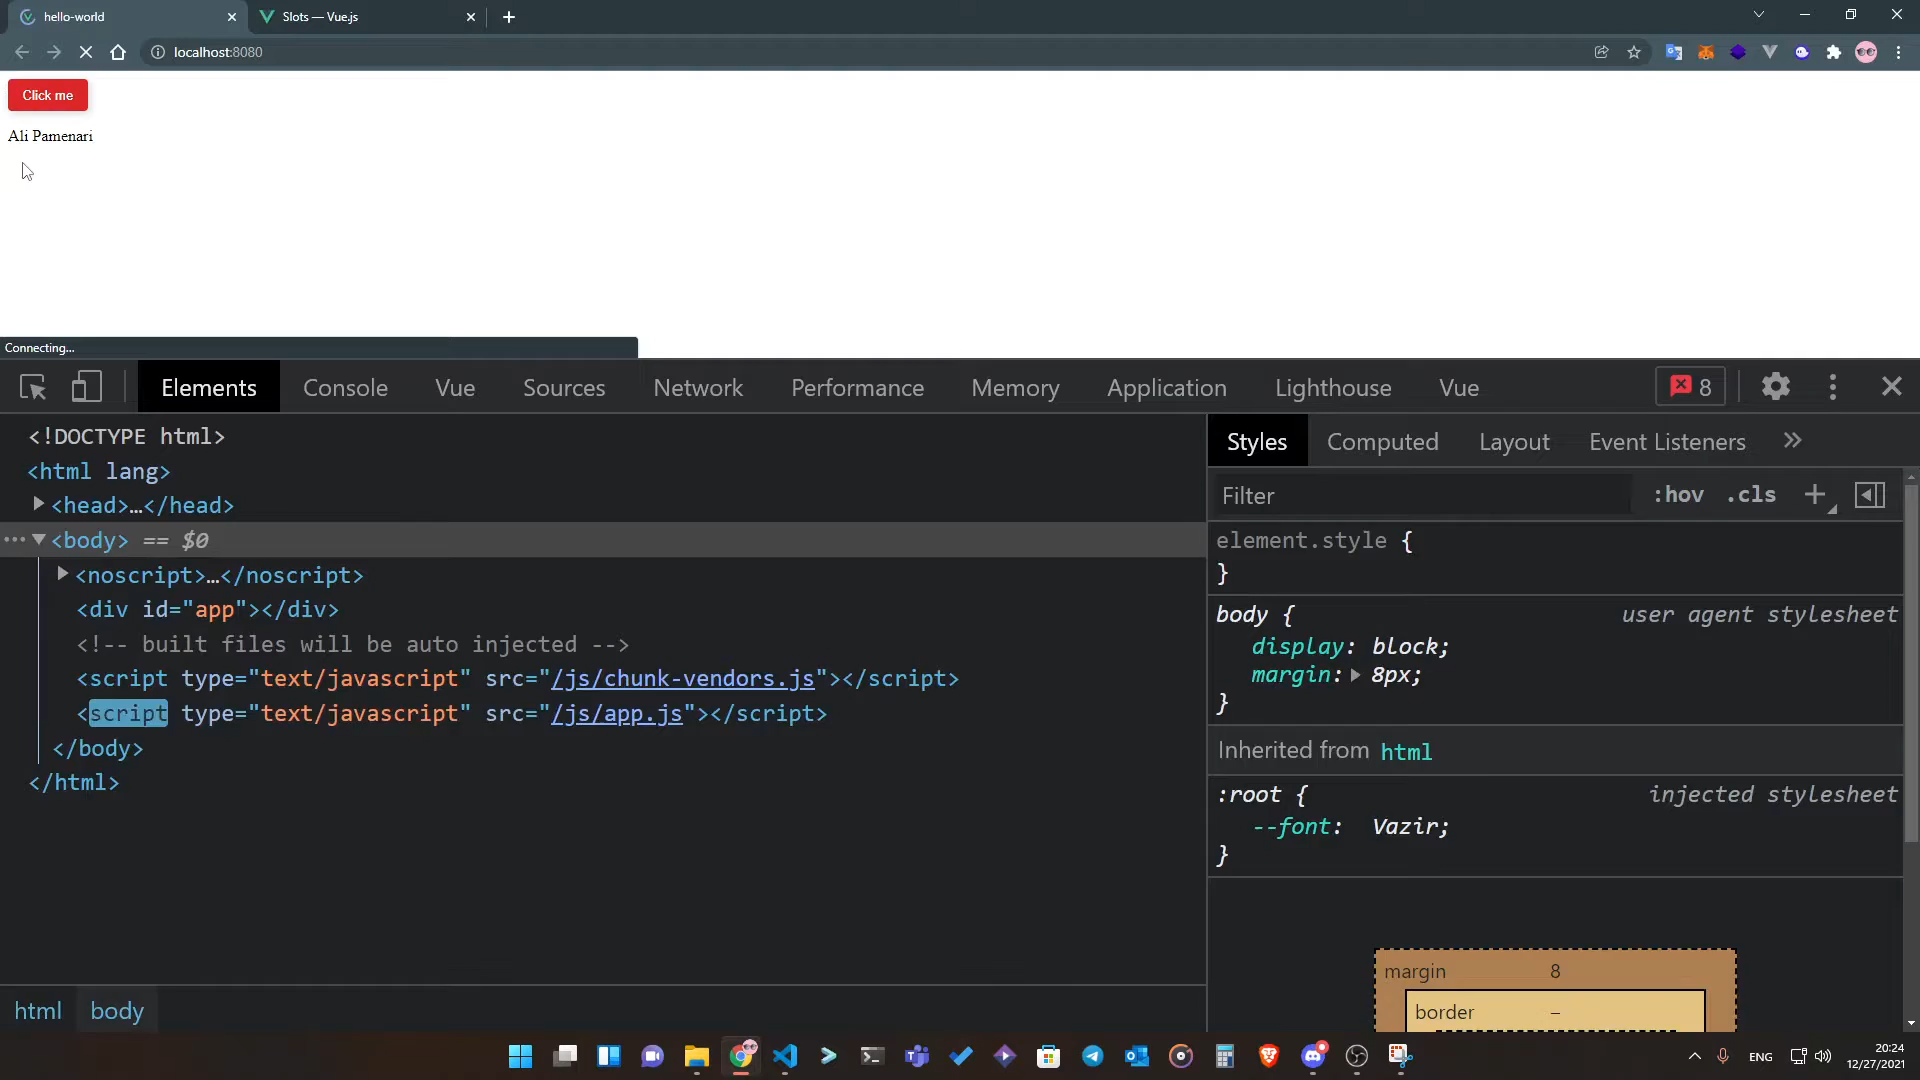 hello-world
Slots — Vue.js
localhost:8080
Click me
Ali Pamenari
Connecting...
Elements Console Vue Sources Network Performance Memory Application Lighthouse Vue 8
<!DOCTYPE html>
<html lang>
<head>…</head>
<body> == $0
<noscript>…</noscript>
<div id="app"></div>
<!-- built files will be auto injected -->
<script type="text/javascript" src="/js/chunk-vendors.js"></script>
<script type="text/javascript" src="/js/app.js"></script>
</body>
</html>
html body
Styles Computed Layout Event Listeners
Filter :hov .cls
element.style {
}
body { user agent stylesheet
display: block;
margin: 8px;
}
Inherited from html
:root { injected stylesheet
--font: Vazir;
}
margin 8
border –
ENG
20:24
12/27/2021